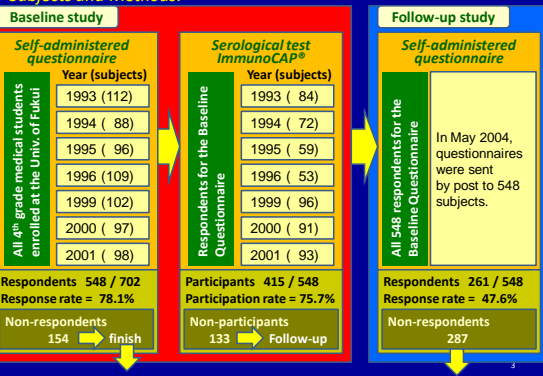 Subjects and Methods.
Baseline study
Self-administered
questionnaire
All 4th grade medical students
enrolled at the Univ. of Fukui
Year (subjects)
1993 (112)
1994 ( 88)
1995 ( 96)
1996 (109)
1999 (102)
2000 ( 97)
2001 ( 98)
Respondents 548 / 702
Response rate = 78.1%
Non-respondents
154 finish
Serological test
ImmunoCAP®
Respondents for the Baseline
Questionnaire
Year (subjects)
1993 ( 84)
1994 ( 72)
1995 ( 59)
1996 ( 53)
1999 ( 96)
2000 ( 91)
2001 ( 93)
Participants 415 / 548
Participation rate = 75.7%
Non-participants
133 Follow-up
Follow-up study
Self-administered
questionnaire
All 548 respondents for the
Baseline Questionnaire
In May 2004,
questionnaires
were sent
by post to 548
subjects.
Respondents 261 / 548
Response rate = 47.6%
Non-respondents
287
3